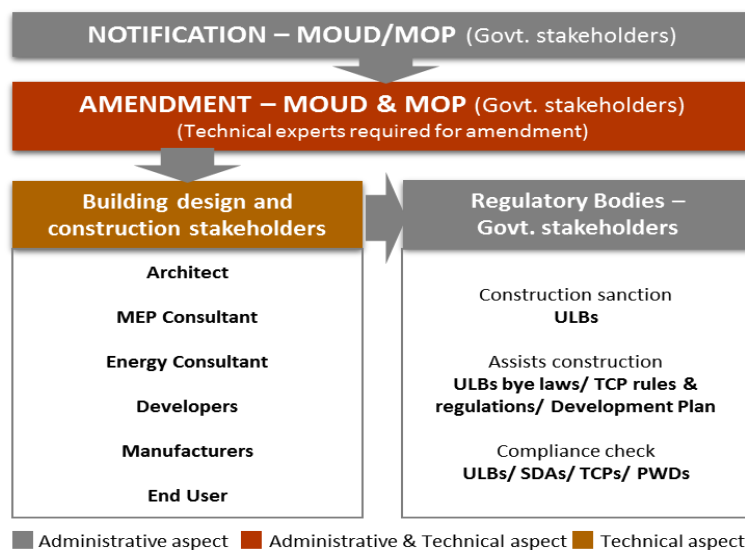 NOTIFICATION – MOUD/MOP (Govt. stakeholders)
AMENDMENT – MOUD & MOP (Govt. stakeholders)
(Technical experts required for amendment)
Building design and
construction stakeholders
Architect
MEP Consultant
Energy Consultant
Developers
Manufacturers
End User
Regulatory Bodies –
Govt. stakeholders
Construction sanction
ULBs
Assists construction
ULBs bye laws/ TCP rules &
regulations/ Development Plan
Compliance check
ULBs/ SDAs/ TCPs/ PWDs
Administrative aspect Administrative & Technical aspect Technical aspect